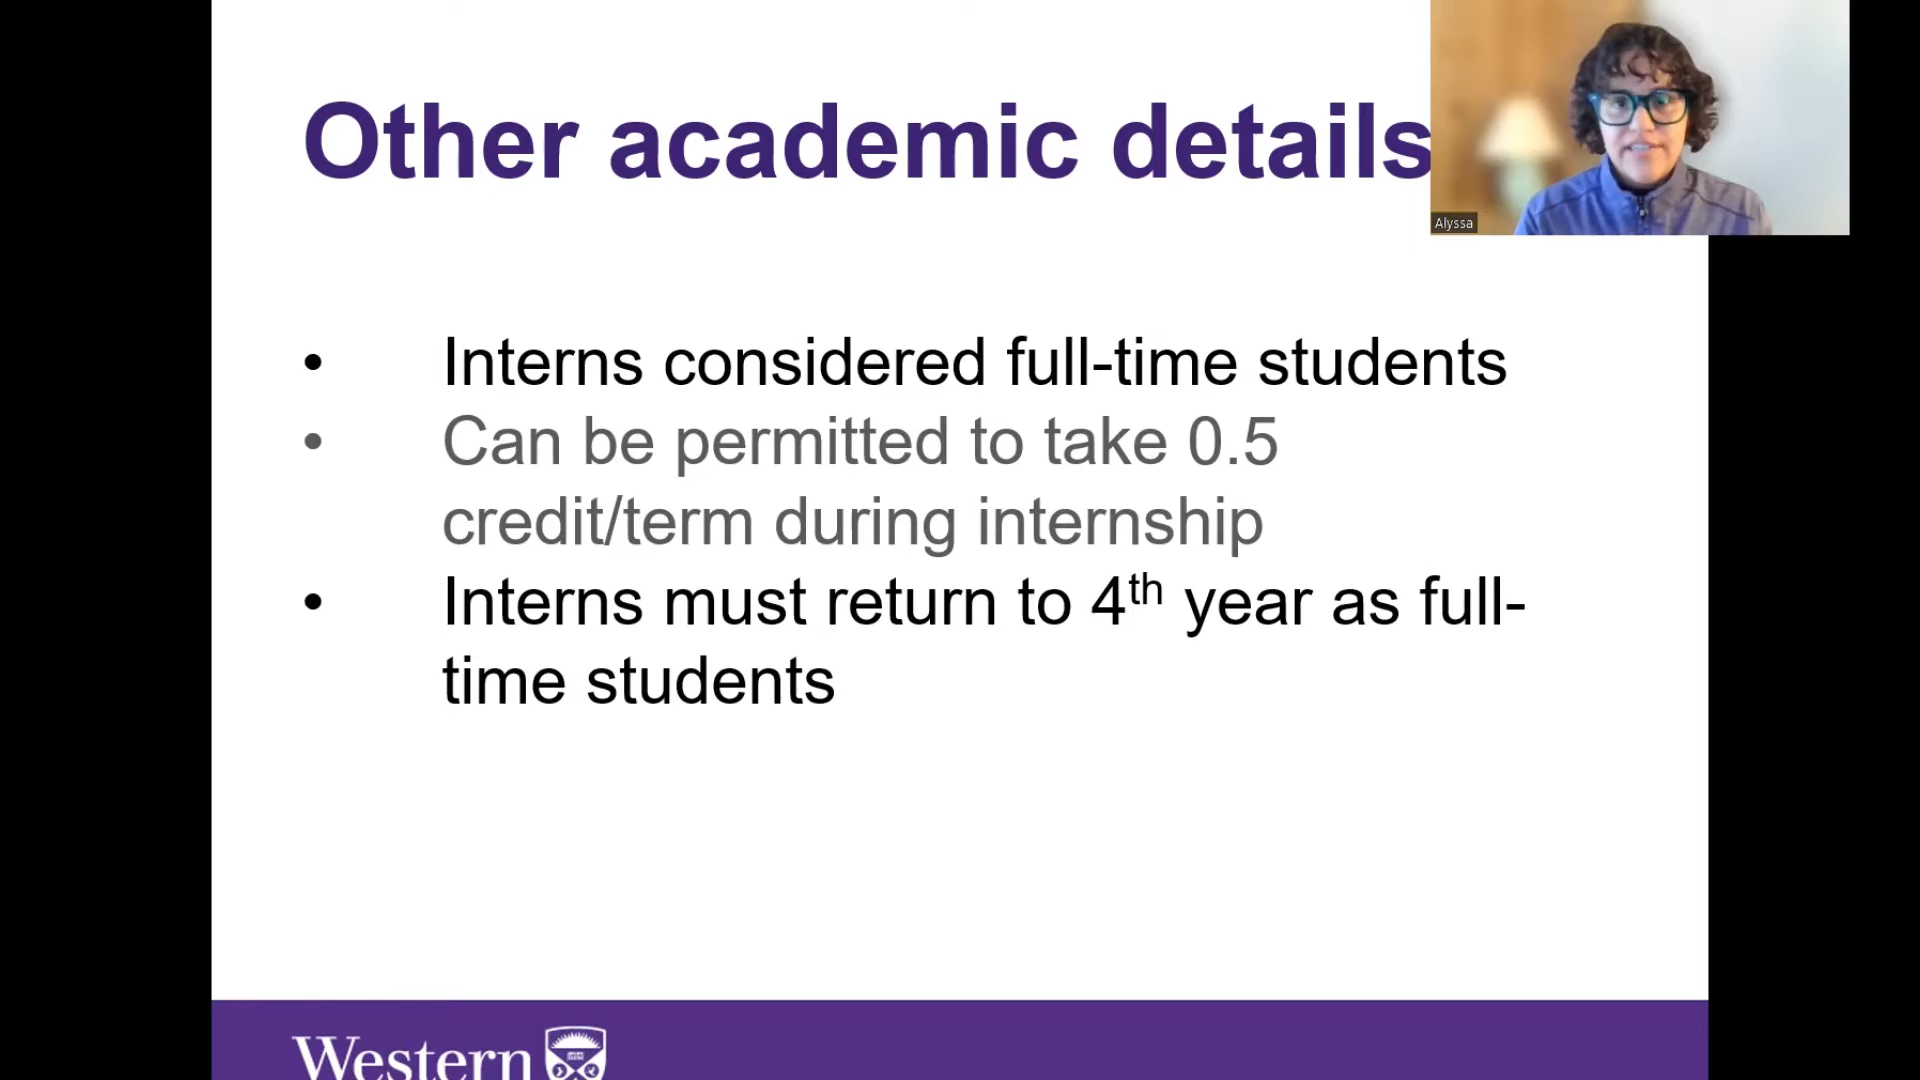 Other academic details
Alyssa
• Interns considered full-time students
• Can be permitted to take 0.5
credit/term during internship
• Interns must return to 4th year as full-
time students
Western